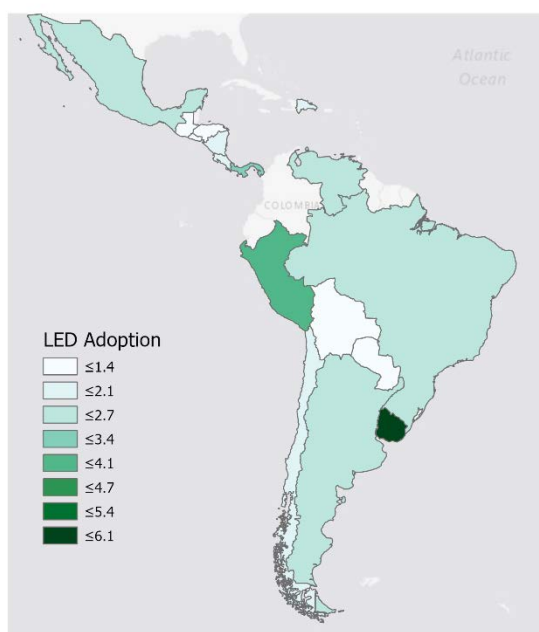 Atlantic
Ocean
COLOMBIA
LED Adoption
≤1.4
≤2.1
≤2.7
≤3.4
≤4.1
≤4.7
≤5.4
≤6.1